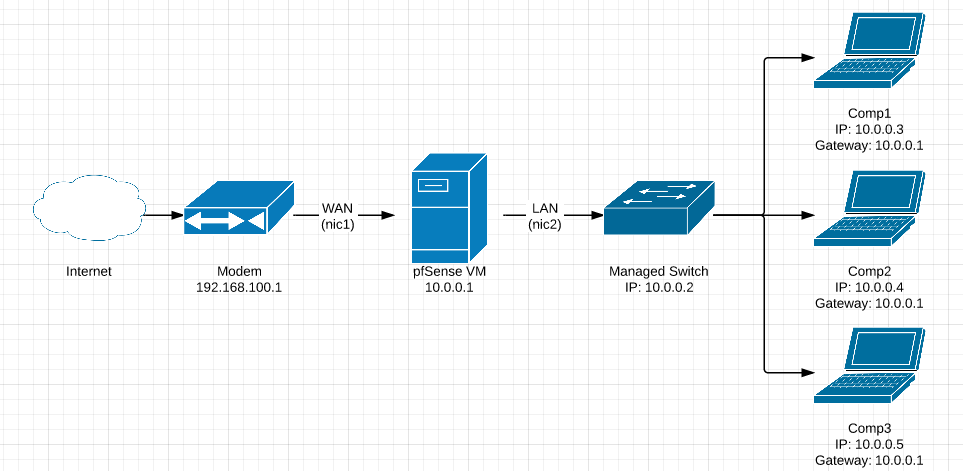 Internet
Modem
192.168.100.1
WAN
(nic1)
pfSense VM
10.0.0.1
LAN
(nic2)
Managed Switch
IP: 10.0.0.2
Comp1
IP: 10.0.0.3
Gateway: 10.0.0.1
Comp2
IP: 10.0.0.4
Gateway: 10.0.0.1
Comp3
IP: 10.0.0.5
Gateway: 10.0.0.1